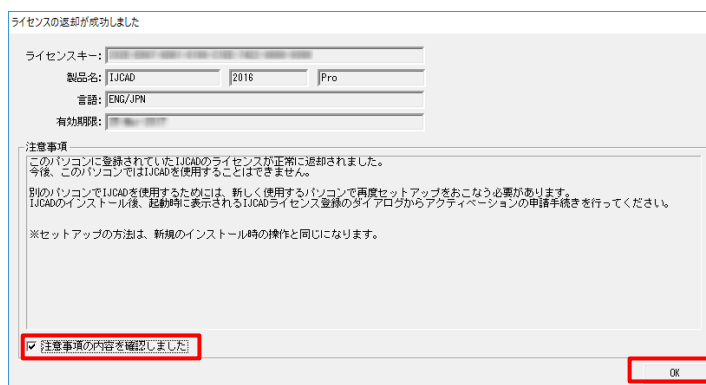 ライセンスの返却が成功しました
ライセンスキー:
製品名: IJCAD 2016 Pro
言語: ENG/JPN
有効期限:
注意事項
このパソコンに登録されていたIJCADのライセンスが正常に返却されました。
今後、このパソコンではIJCADを使用することはできません。
別のパソコンでIJCADを使用するためには、新しく使用するパソコンで再度セットアップをおこなう必要があります。
IJCADのインストール後、起動時に表示されるIJCADライセンス登録のダイアログからアクティベーションの申請手続きを行ってください。
※セットアップの方法は、新規のインストール時の操作と同じになります。
注意事項の内容を確認しました
OK